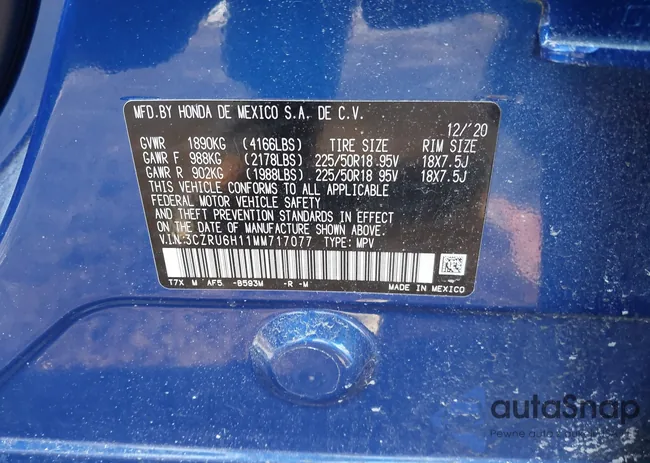 MFD.BY HONDA DE MEXICO S.A. DE C.V.
12/'20
GVWR 1890KG (4166LBS) TIRE SIZE RIM SIZE
GAWR F 988KG (2178LBS) 225/50R18 95V 18X7.5J
GAWR R 902KG (1988LBS) 225/50R18 95V 18X7.5J
THIS VEHICLE CONFORMS TO ALL APPLICABLE
FEDERAL MOTOR VEHICLE SAFETY
AND THEFT PREVENTION STANDARDS IN EFFECT
ON THE DATE OF MANUFACTURE SHOWN ABOVE.
V.I.N:3CZRU6H11MM717077 TYPE: MPV
T7X M AF5 -B593M -R -M
MADE IN MEXICO
autaSnap
Pewne auta